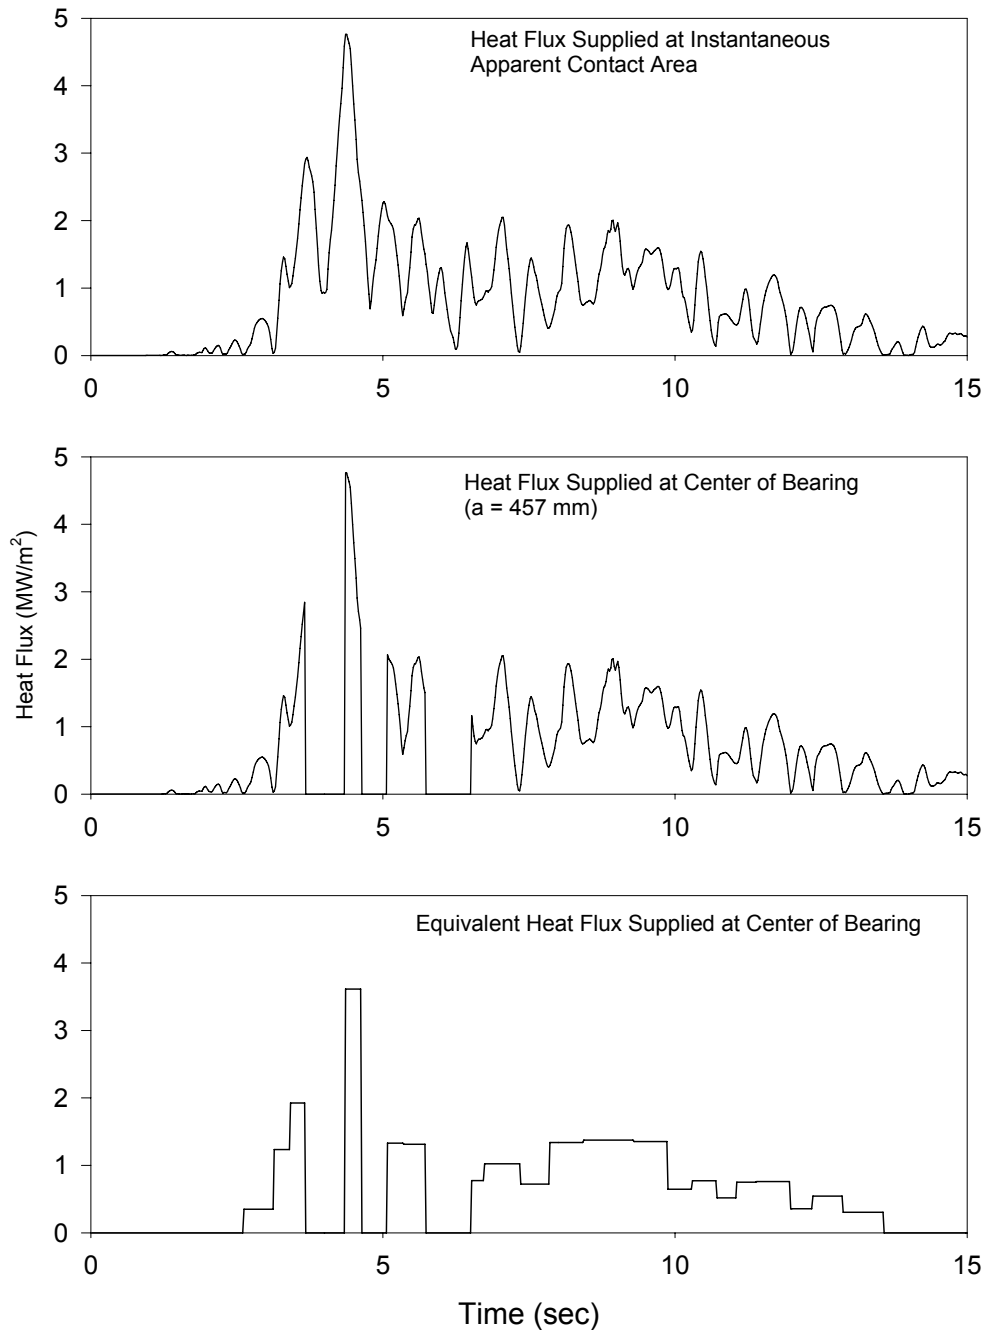 5
Heat Flux Supplied at Instantaneous
Apparent Contact Area
4
3
2
1
0
0 5 10 15
5
Heat Flux Supplied at Center of Bearing
(a = 457 mm)
4
3
2
1
0
0 5 10 15
Heat Flux (MW/m²)
5
Equivalent Heat Flux Supplied at Center of Bearing
4
3
2
1
0
0 5 10 15
Time (sec)